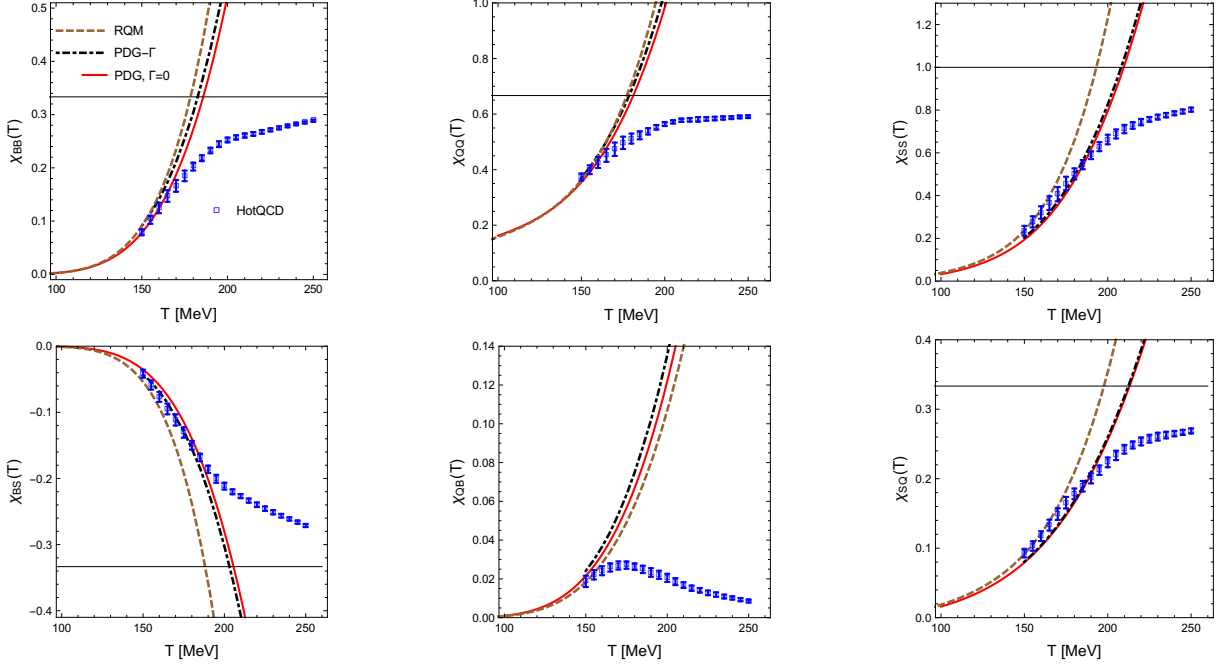 0.5
0.4
0.3
0.2
0.1
0.0
χBB(T)
RQM
PDG-Γ
PDG, Γ=0
HotQCD
100 150 200 250
T [MeV]
1.0
0.8
0.6
0.4
0.2
0.0
χQQ(T)
100 150 200 250
T [MeV]
1.2
1.0
0.8
0.6
0.4
0.2
0.0
χSS(T)
100 150 200 250
T [MeV]
0.0
-0.1
-0.2
-0.3
-0.4
χBS(T)
100 150 200 250
T [MeV]
0.14
0.12
0.10
0.08
0.06
0.04
0.02
0.00
χQB(T)
100 150 200 250
T [MeV]
0.4
0.3
0.2
0.1
0.0
χSQ(T)
100 150 200 250
T [MeV]